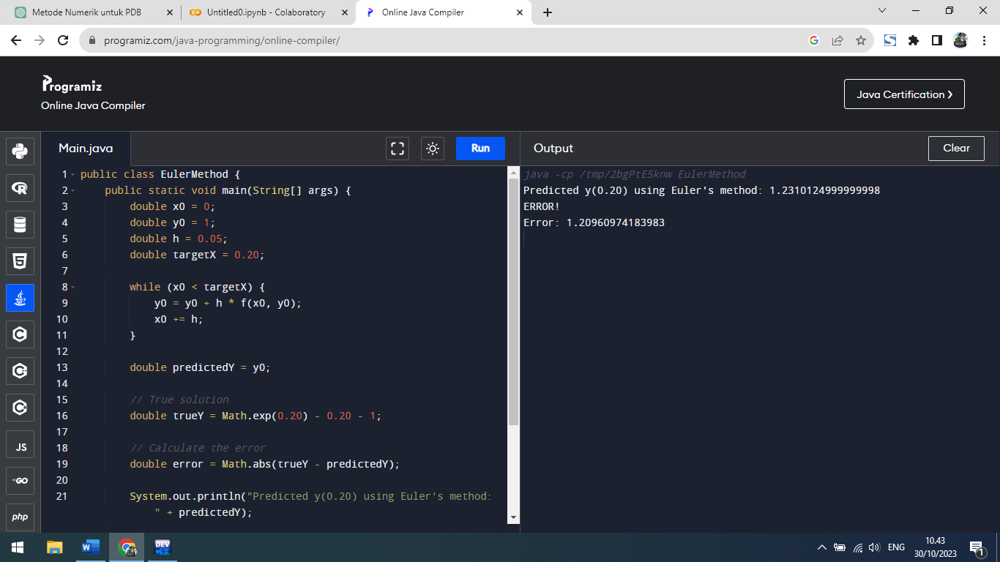 Metode Numerik untuk PDB
Untitled0.ipynb - Colaboratory
Online Java Compiler
programiz.com/java-programming/online-compiler/
Programiz
Online Java Compiler
Java Certification ❯
Main.java
Run
Output
Clear
1 public class EulerMethod {
2 public static void main(String[] args) {
3 double x0 = 0;
4 double y0 = 1;
5 double h = 0.05;
6 double targetX = 0.20;
7
8 while (x0 < targetX) {
9 y0 = y0 + h * f(x0, y0);
10 x0 += h;
11 }
12
13 double predictedY = y0;
14
15 // True solution
16 double trueY = Math.exp(0.20) - 0.20 - 1;
17
18 // Calculate the error
19 double error = Math.abs(trueY - predictedY);
20
21 System.out.println("Predicted y(0.20) using Euler's method:
" + predictedY);
java -cp /tmp/2bgPtE5knw EulerMethod
Predicted y(0.20) using Euler's method: 1.2310124999999998
ERROR!
Error: 1.20960974183983
JS
GO
php
DEV
C++
ENG
10.43
30/10/2023
1